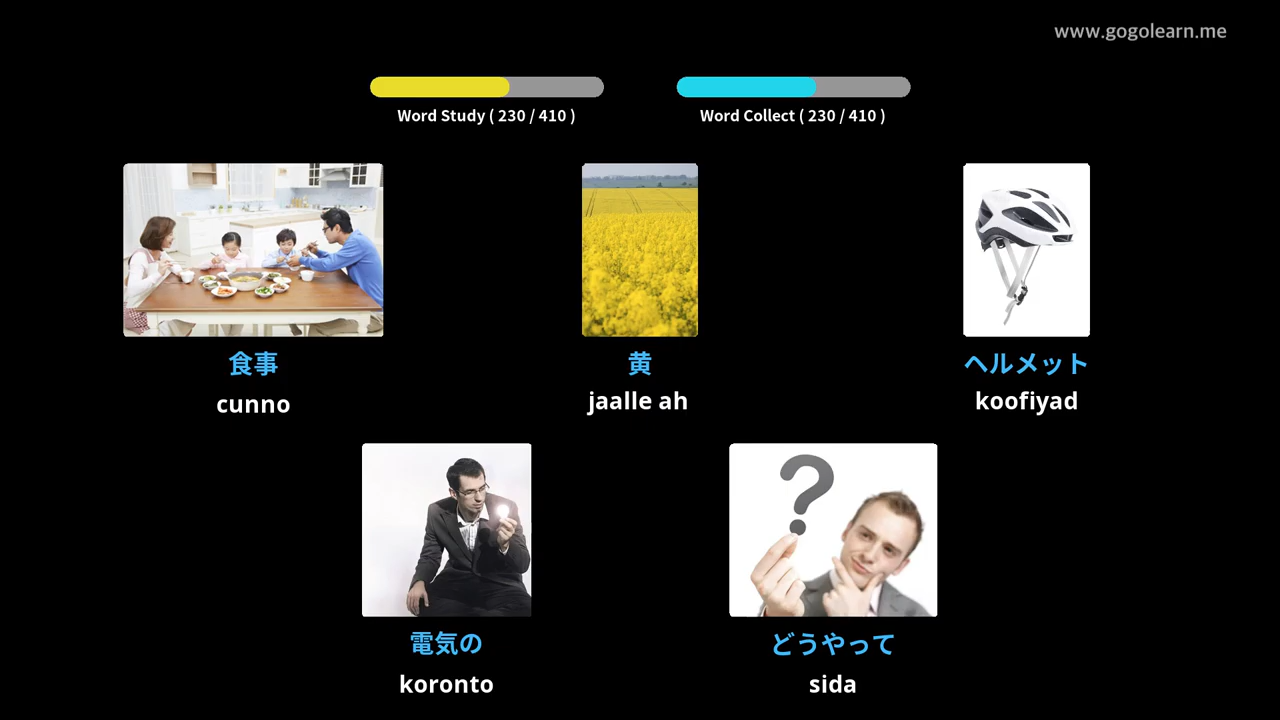 www.gogolearn.me
Word Study ( 230 / 410 )
Word Collect ( 230 / 410 )
食事
cunno
黄
jaalle ah
ヘルメット
koofiyad
電気の
koronto
どうやって
sida